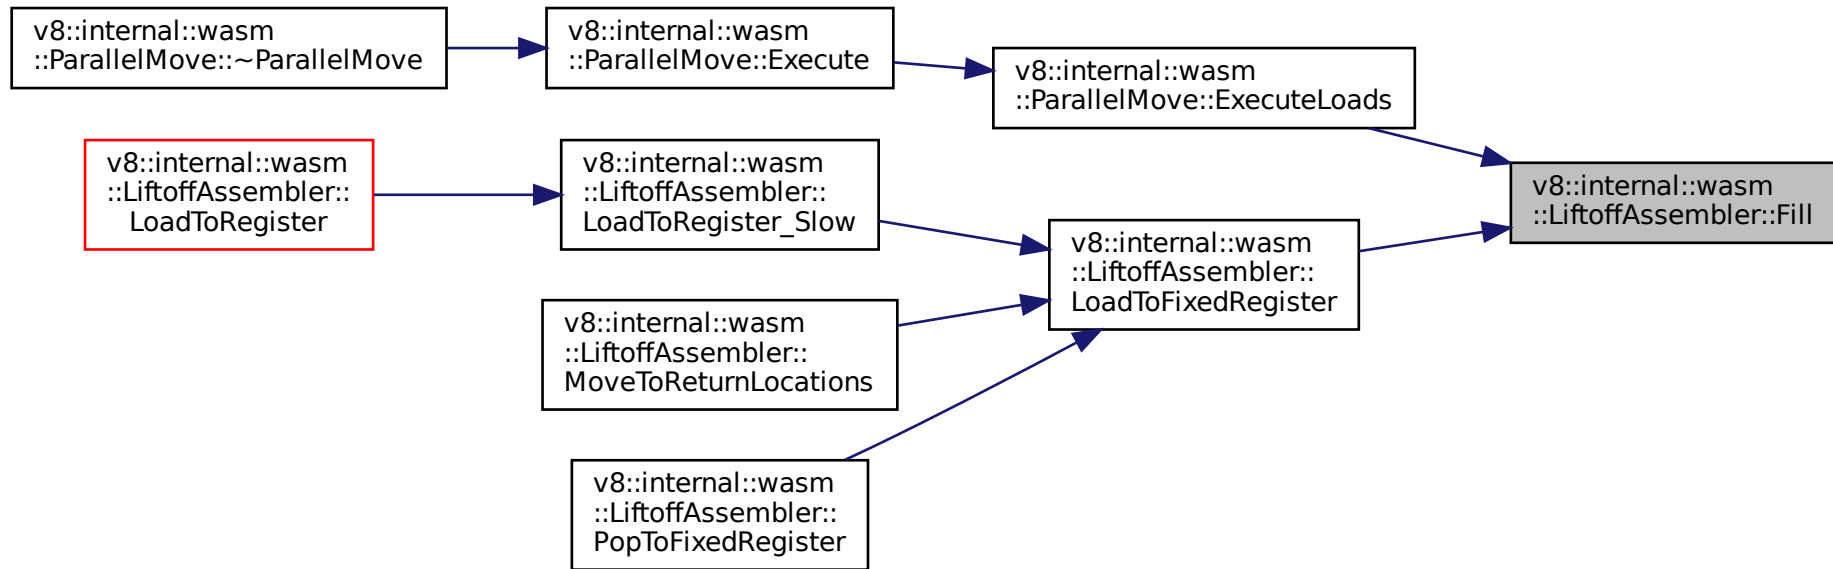 v8::internal::wasm
::ParallelMove::~ParallelMove
v8::internal::wasm
::ParallelMove::Execute
v8::internal::wasm
::ParallelMove::ExecuteLoads
v8::internal::wasm
::LiftoffAssembler::
LoadToRegister
v8::internal::wasm
::LiftoffAssembler::
LoadToRegister_Slow
v8::internal::wasm
::LiftoffAssembler::Fill
v8::internal::wasm
::LiftoffAssembler::
LoadToFixedRegister
v8::internal::wasm
::LiftoffAssembler::
MoveToReturnLocations
v8::internal::wasm
::LiftoffAssembler::
PopToFixedRegister